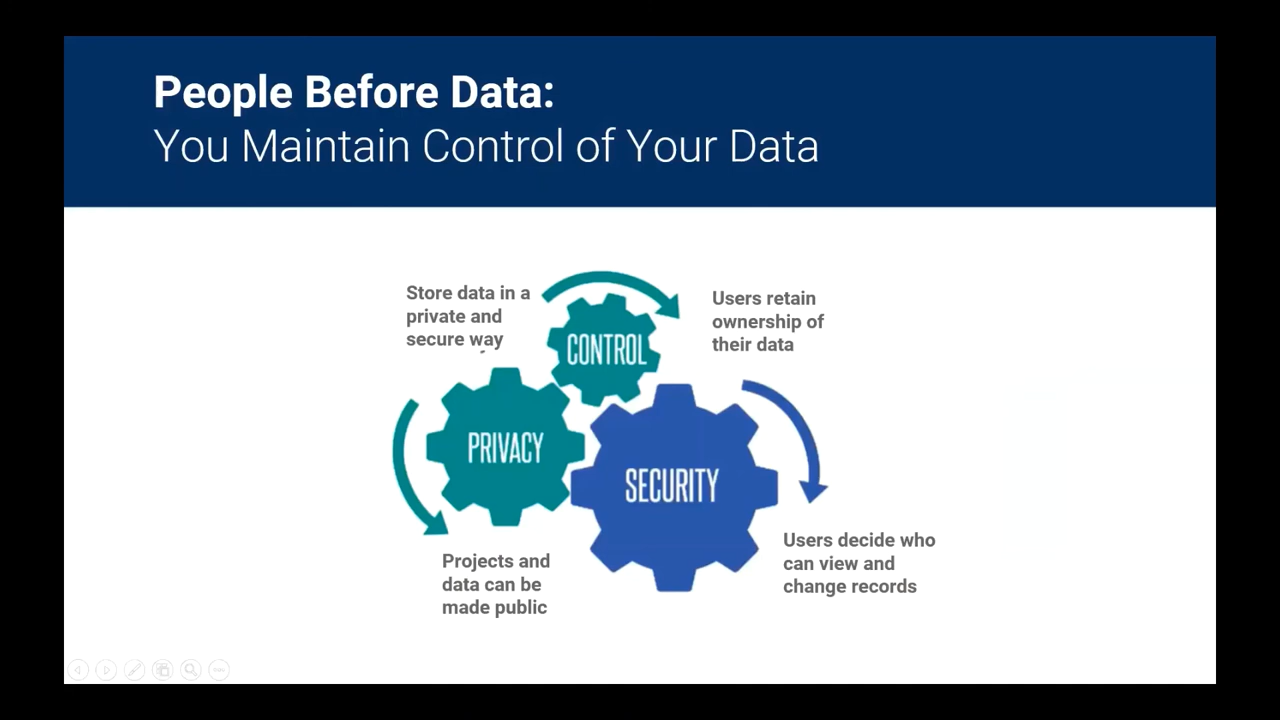 People Before Data:
You Maintain Control of Your Data
Store data in a
private and
secure way
CONTROL
Users retain
ownership of
their data
PRIVACY
SECURITY
Projects and
data can be
made public
Users decide who
can view and
change records